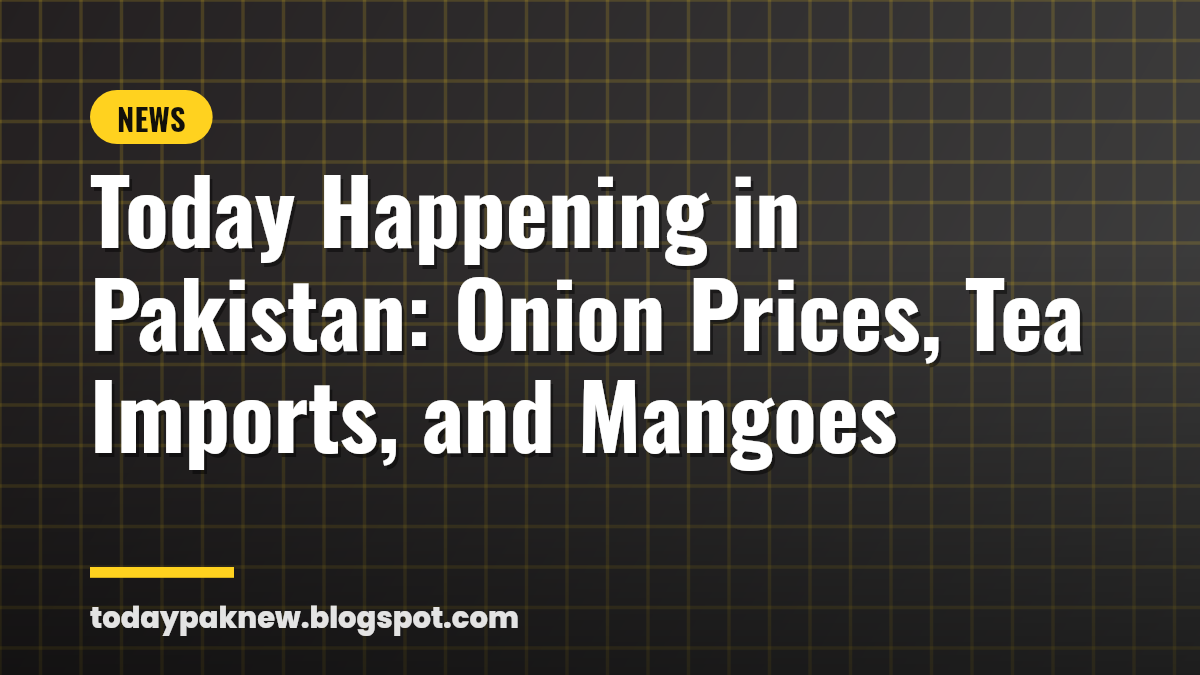 NEWS
Today Happening in
Pakistan: Onion Prices, Tea
Imports, and Mangoes
todaypaknew.blogspot.com